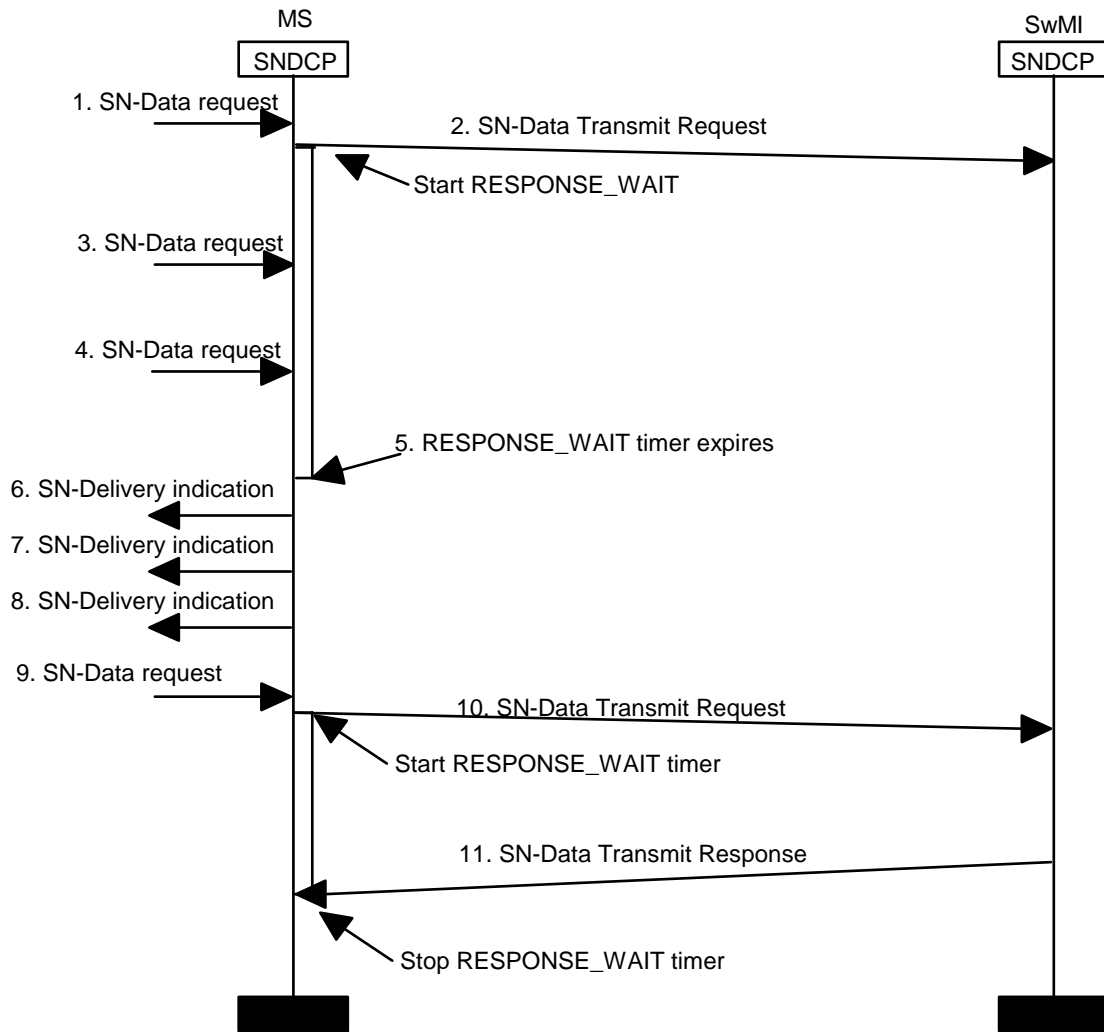 MS
SwMI
SNDCP
SNDCP
1. SN-Data request
2. SN-Data Transmit Request
Start RESPONSE_WAIT
3. SN-Data request
4. SN-Data request
5. RESPONSE_WAIT timer expires
6. SN-Delivery indication
7. SN-Delivery indication
8. SN-Delivery indication
9. SN-Data request
10. SN-Data Transmit Request
Start RESPONSE_WAIT timer
11. SN-Data Transmit Response
Stop RESPONSE_WAIT timer